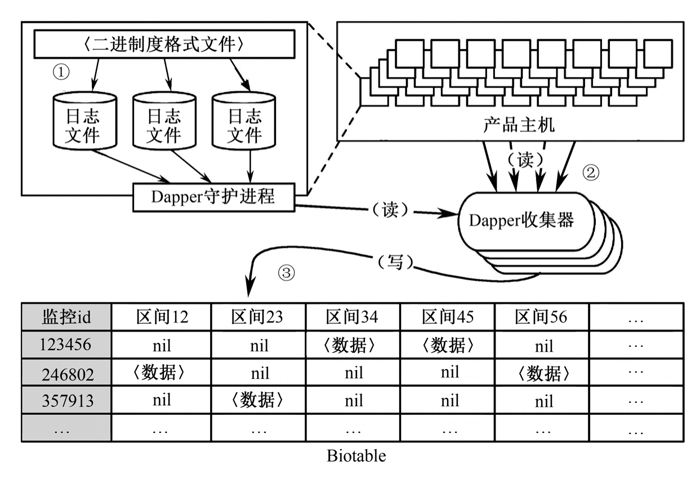 〈二进制度格式文件〉
①
日志
文件
日志
文件
日志
文件
Dapper守护进程
产品主机
(读)
②
(读)
Dapper收集器
③
(写)
监控id 区间12 区间23 区间34 区间45 区间56 …
123456 nil nil 〈数据〉 〈数据〉 nil …
246802 〈数据〉 nil nil nil 〈数据〉 …
357913 nil 〈数据〉 nil nil nil …
… … … … … … …
Biotable